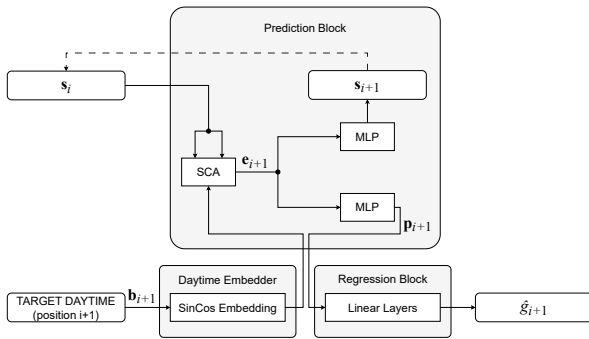 Prediction Block
s_i
s_{i+1}
MLP
SCA
e_{i+1}
MLP
p_{i+1}
Daytime Embedder
Regression Block
TARGET DAYTIME
(position i+1)
b_{i+1}
SinCos Embedding
Linear Layers
ĝ_{i+1}